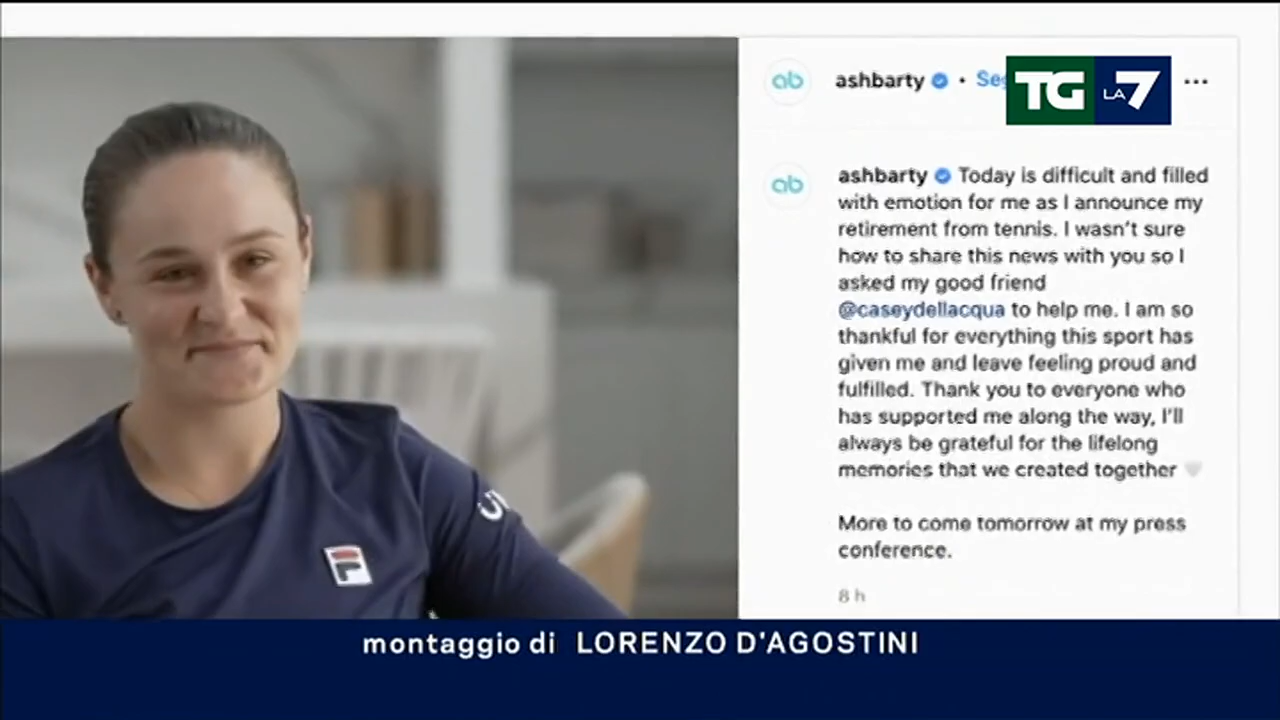 ab ashbarty • Seg
TG LA 7
ab ashbarty Today is difficult and filled
with emotion for me as I announce my
retirement from tennis. I wasn't sure
how to share this news with you so I
asked my good friend
@caseydellacqua to help me. I am so
thankful for everything this sport has
given me and leave feeling proud and
fulfilled. Thank you to everyone who
has supported me along the way, I'll
always be grateful for the lifelong
memories that we created together
More to come tomorrow at my press
conference.
8 h
F
montaggio di LORENZO D'AGOSTINI